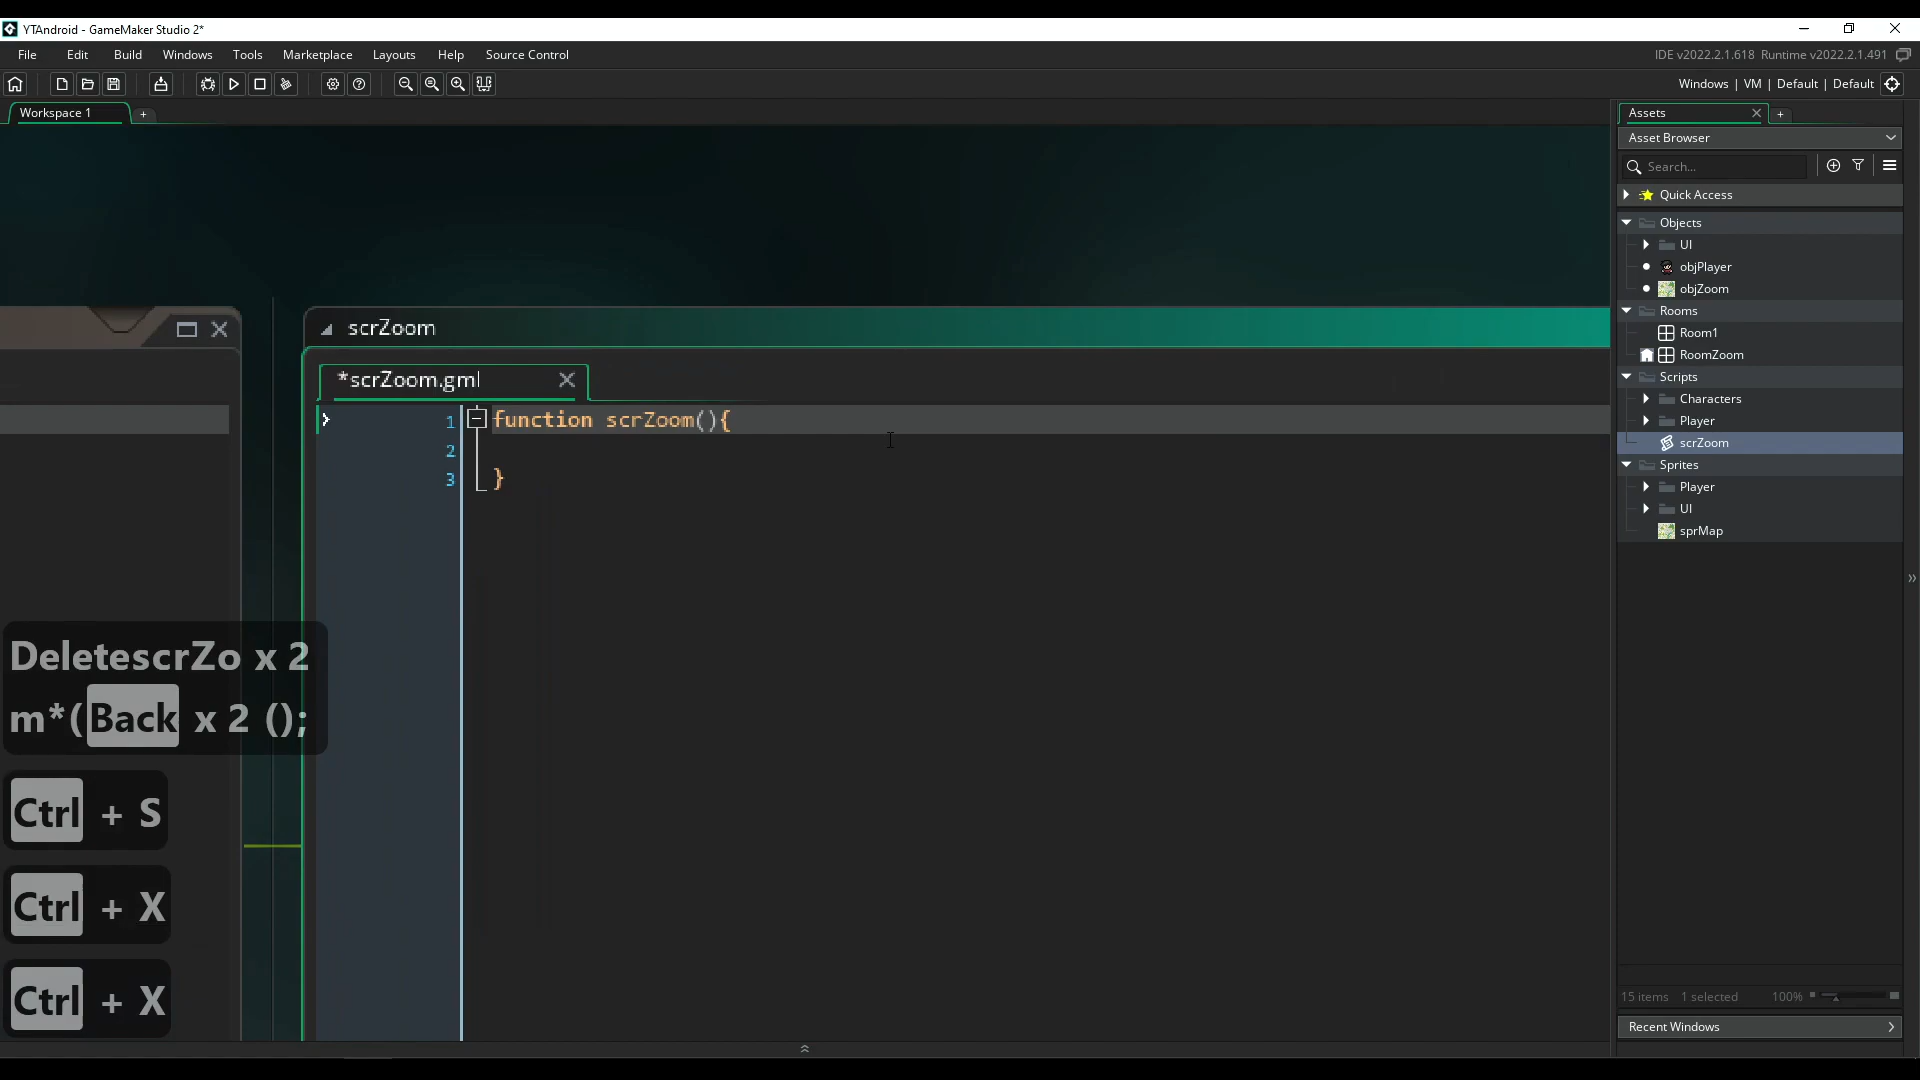 YTAndroid - GameMaker Studio 2*
File Edit Build Windows Tools Marketplace Layouts Help Source Control
IDE v2022.2.1.618 Runtime v2022.2.1.491
Windows | VM | Default | Default
Workspace 1 +
Assets +
Asset Browser
Search...
Quick Access
Objects
UI
objPlayer
objZoom
Rooms
Room1
RoomZoom
Scripts
Characters
Player
scrZoom
Sprites
Player
UI
sprMap
scrZoom
*scrZoom.gml
1 function scrZoom(){
2
3 }
DeletescrZo x 2
m*(Back x 2 ();
Ctrl + S
Ctrl + X
Ctrl + X
15 items 1 selected 100%
Recent Windows